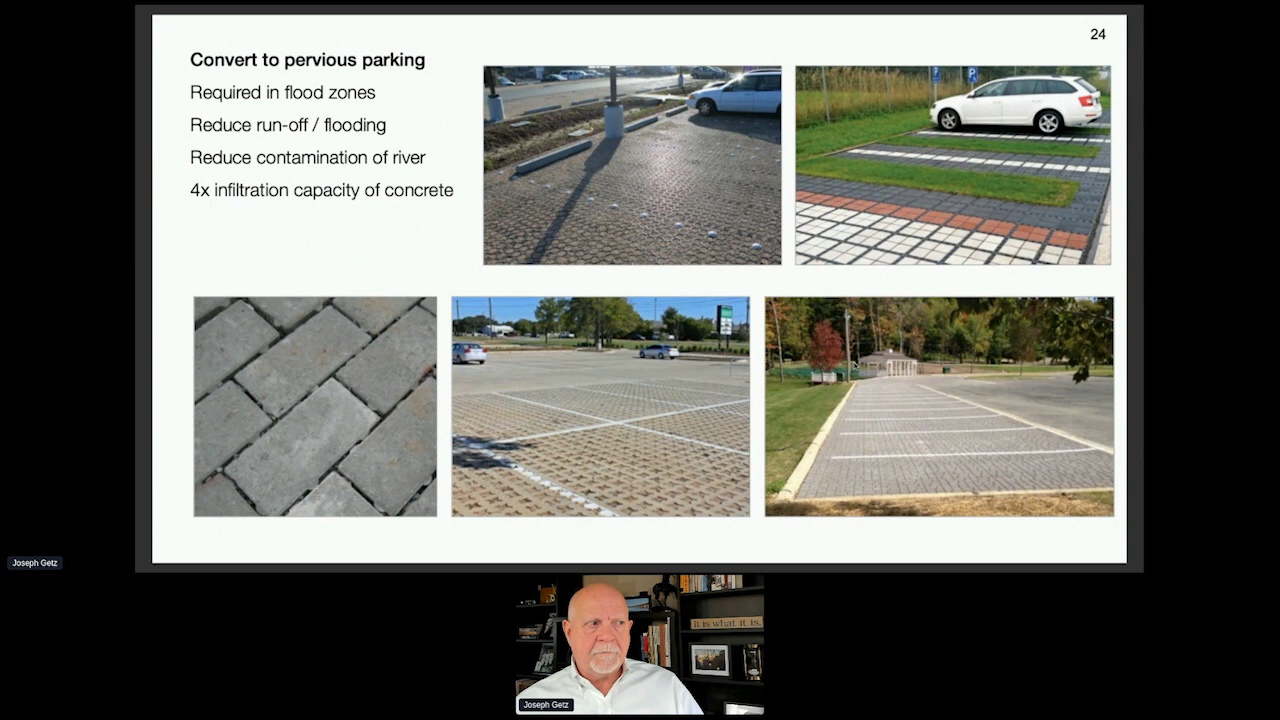 24
Convert to pervious parking
Required in flood zones
Reduce run-off / flooding
Reduce contamination of river
4x infiltration capacity of concrete
P
Joseph Getz
It is what it is.
Joseph Getz